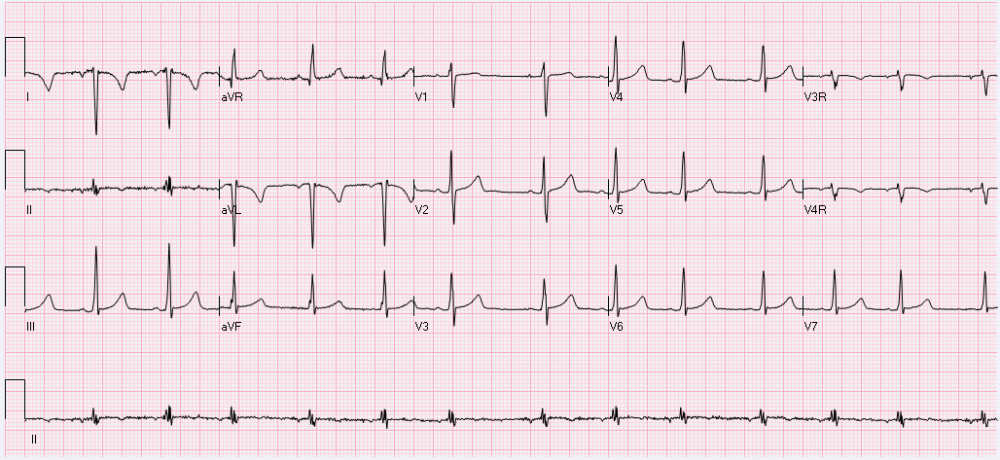 I aVR V1 V4 V3R
II aVL V2 V5 V4R
III aVF V3 V6 V7
II